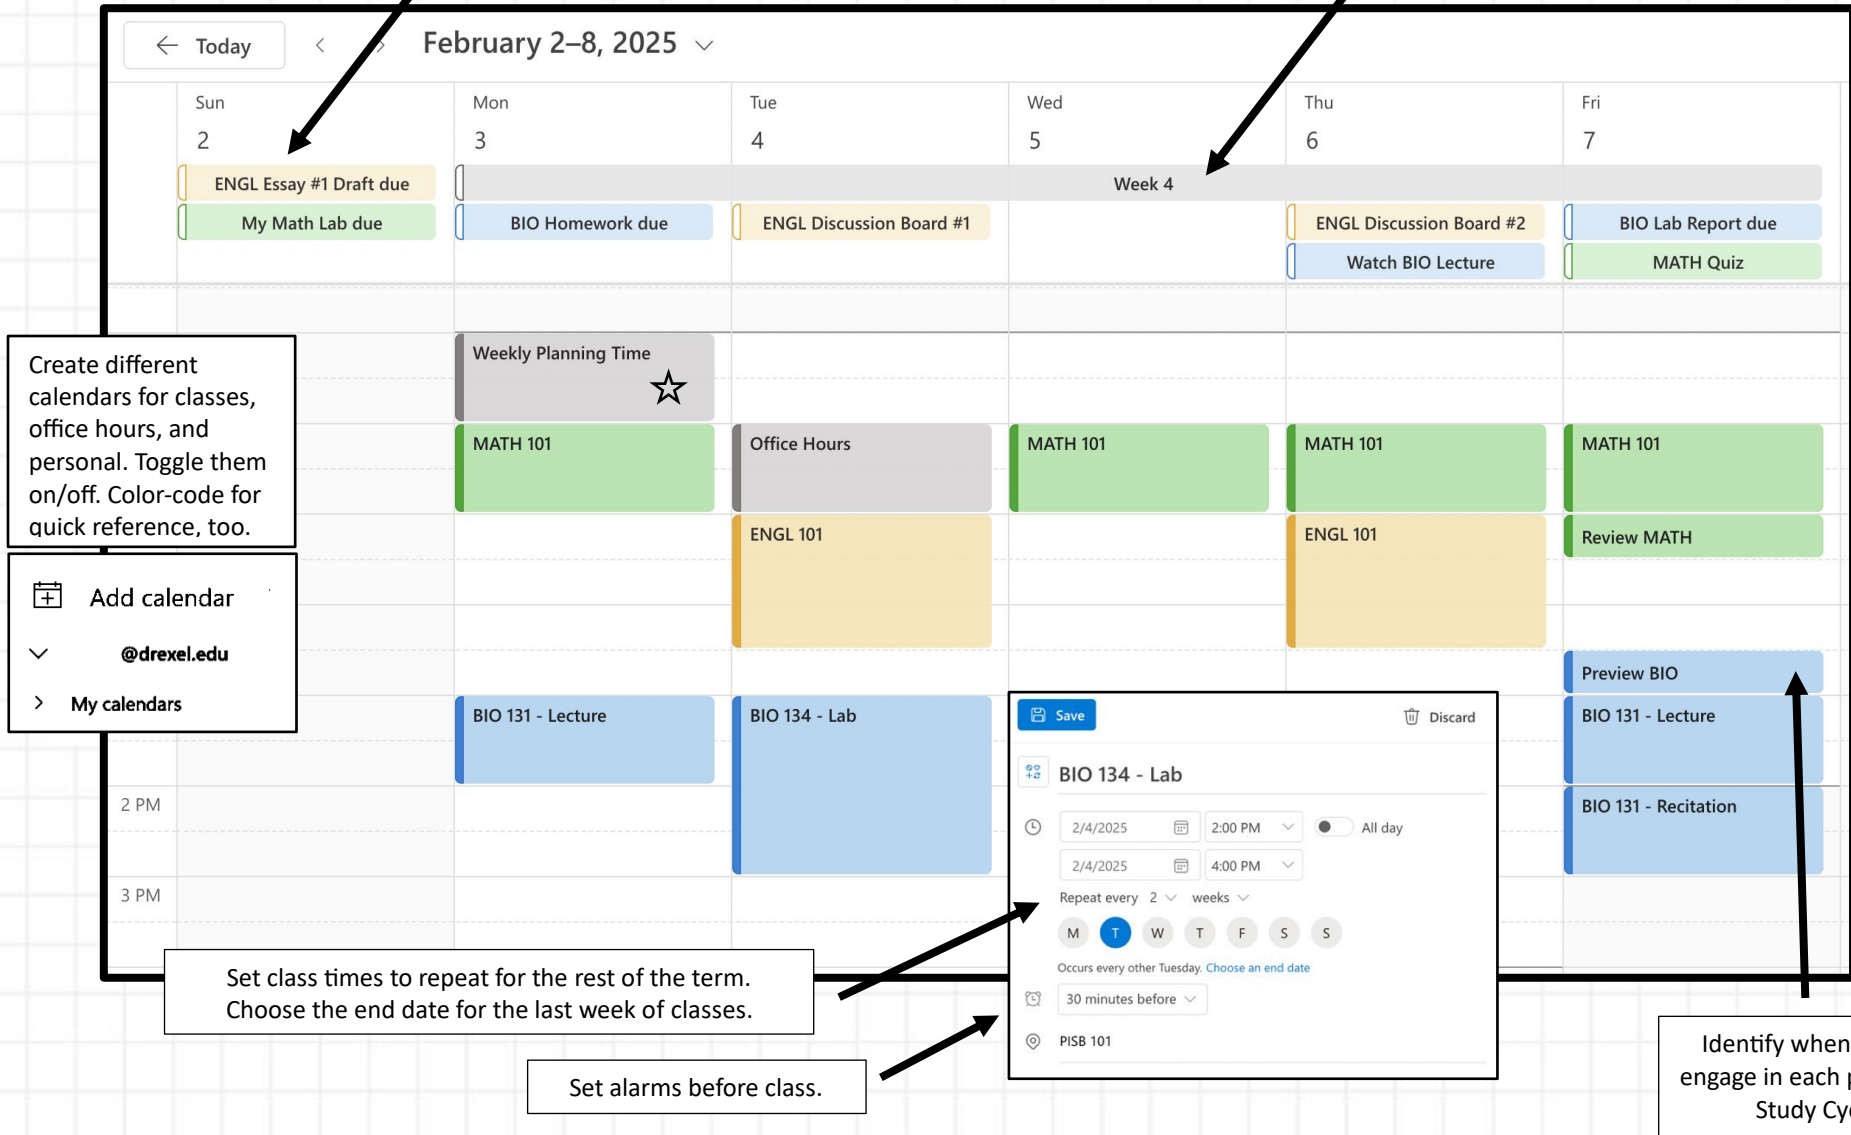 Today
February 2–8, 2025
Sun
Mon
Tue
Wed
Thu
Fri
2
3
4
5
6
7
ENGL Essay #1 Draft due
Week 4
My Math Lab due
BIO Homework due
ENGL Discussion Board #1
ENGL Discussion Board #2
BIO Lab Report due
Watch BIO Lecture
MATH Quiz
Create different
calendars for classes,
office hours, and
personal. Toggle them
on/off. Color-code for
quick reference, too.
Add calendar
@drexel.edu
My calendars
Weekly Planning Time
MATH 101
Office Hours
MATH 101
MATH 101
MATH 101
ENGL 101
ENGL 101
Review MATH
Preview BIO
BIO 131 - Lecture
BIO 134 - Lab
BIO 131 - Lecture
2 PM
BIO 131 - Recitation
3 PM
Save
Discard
BIO 134 - Lab
2/4/2025
2:00 PM
All day
2/4/2025
4:00 PM
Repeat every 2 weeks
M T W T F S S
Occurs every other Tuesday. Choose an end date
30 minutes before
PISB 101
Set class times to repeat for the rest of the term.
Choose the end date for the last week of classes.
Set alarms before class.
Identify when
engage in each
Study